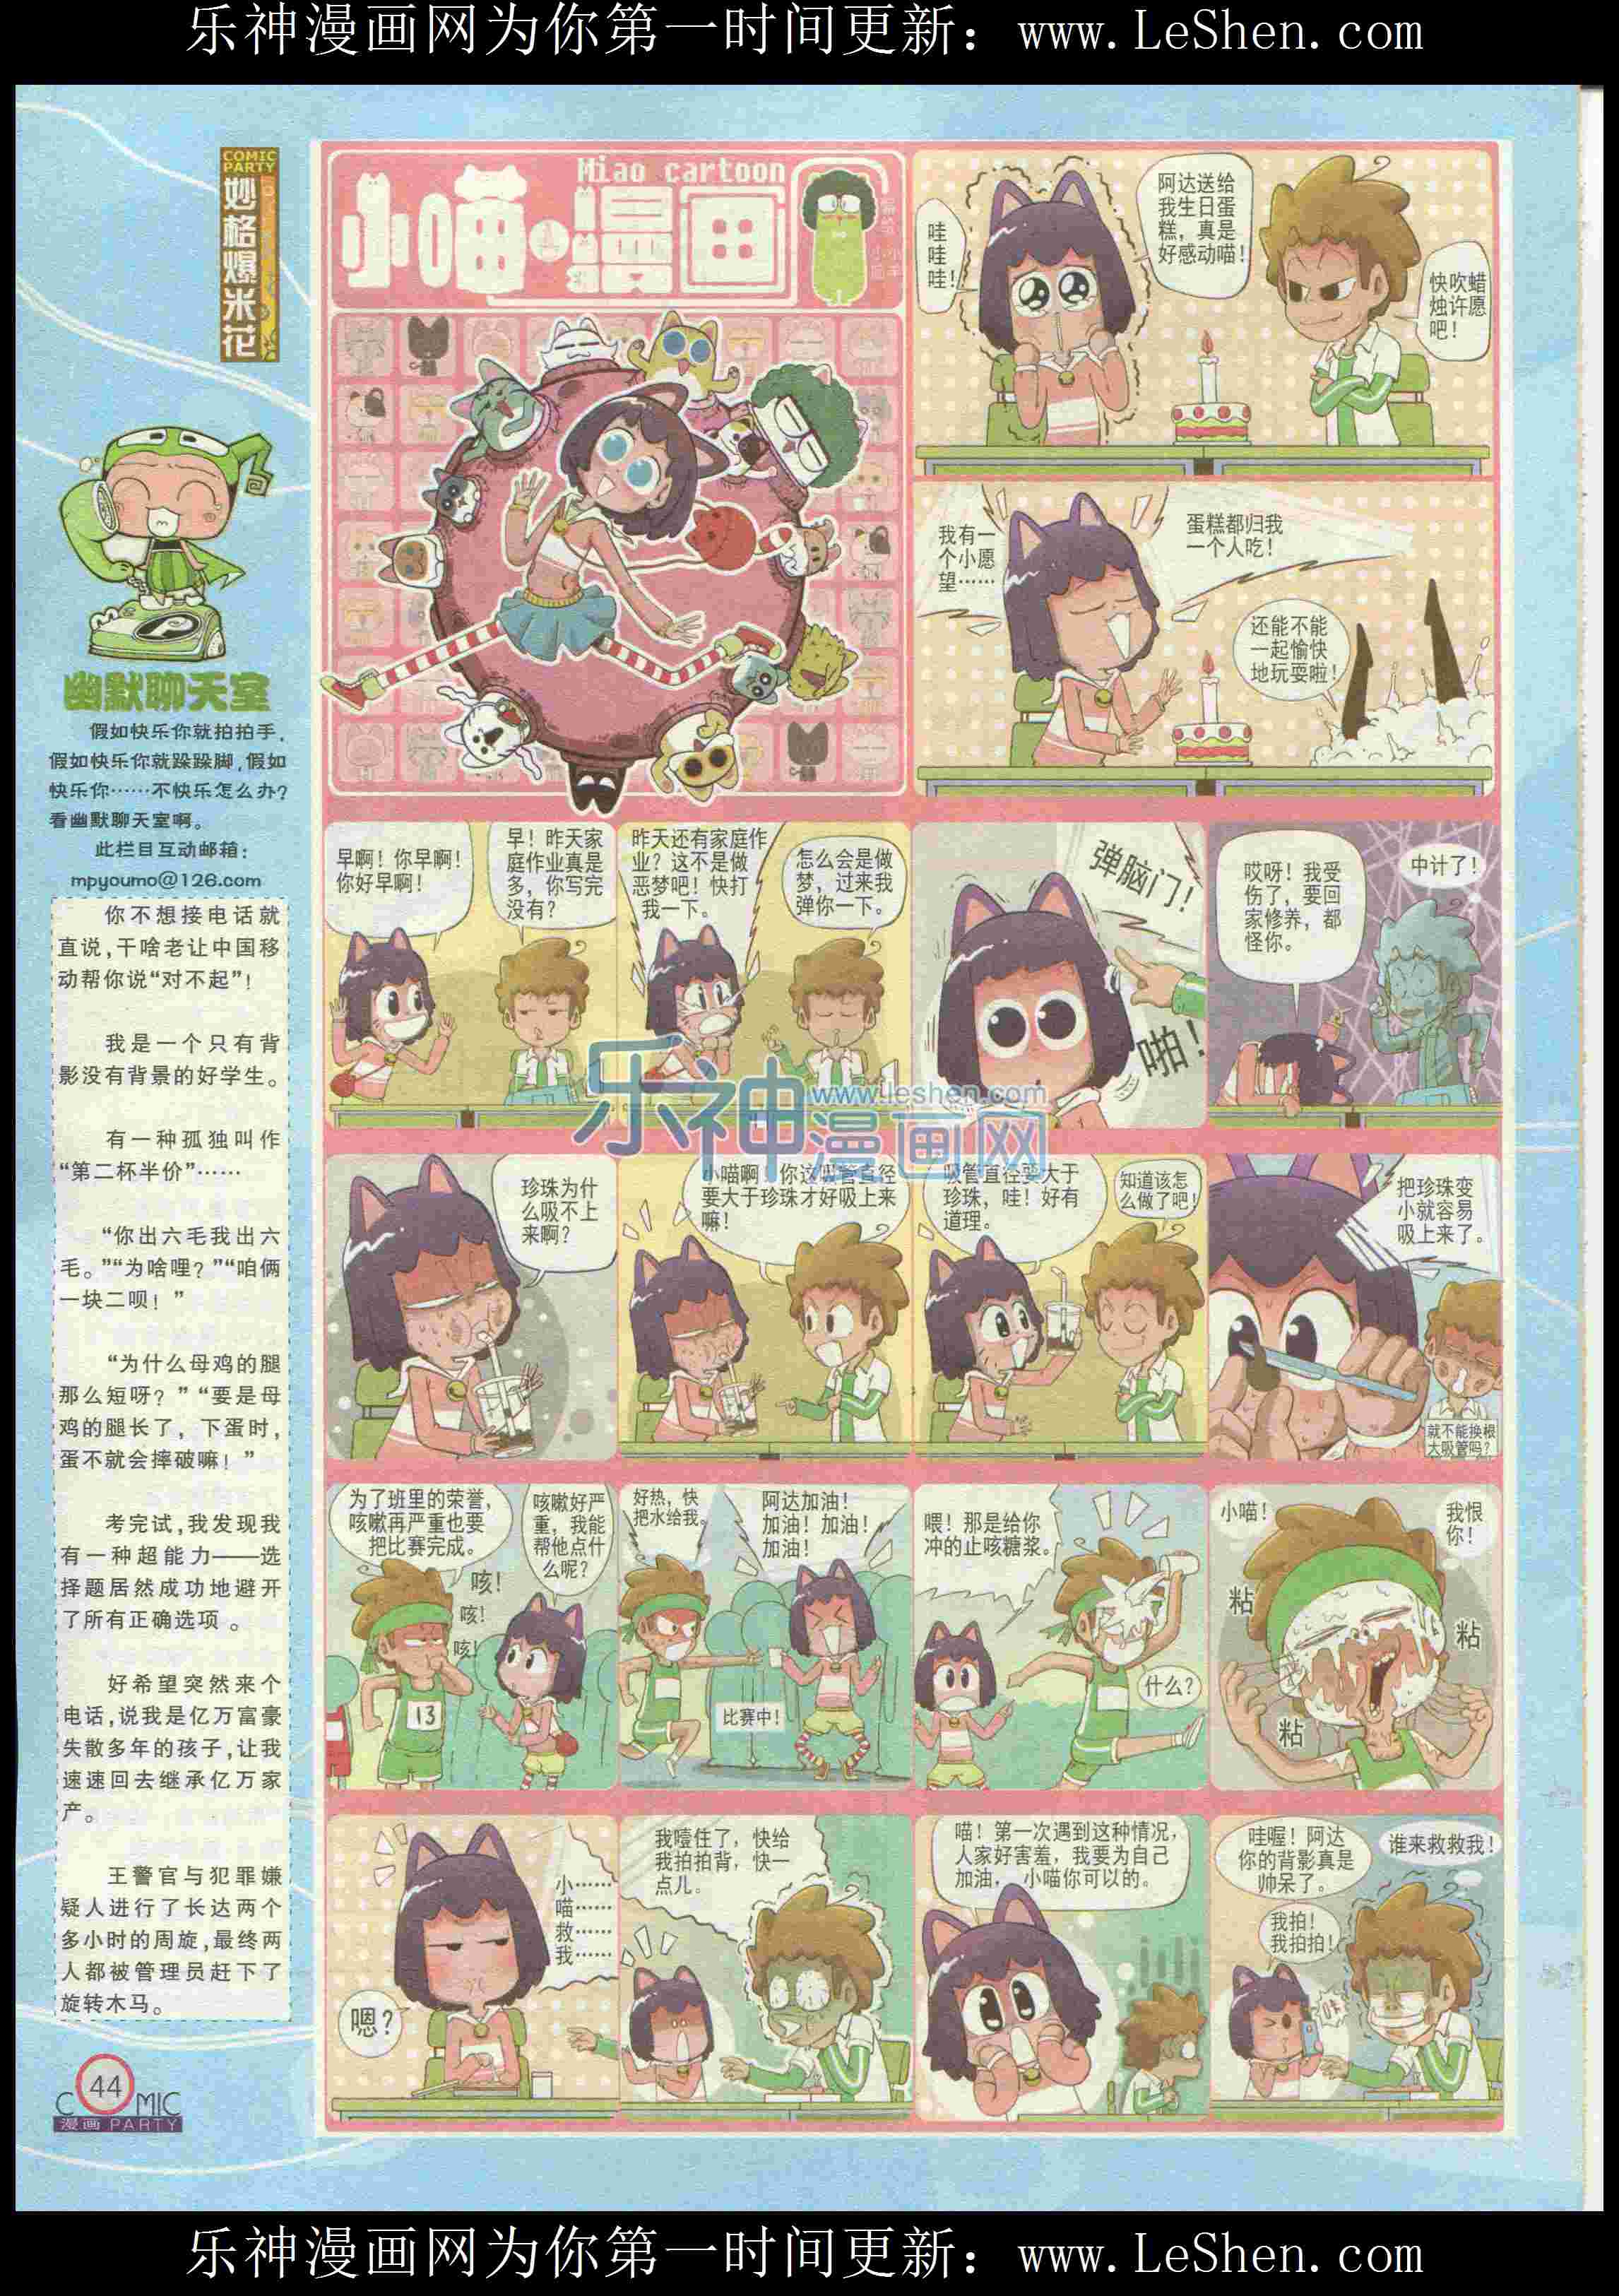 乐神漫画网为你第一时间更新：www.LeShen.com
COMIC
PARTY
妙格爆米花
幽默聊天室
假如快乐你就拍拍手，
假如快乐你就跺跺脚，假如
快乐你……不快乐怎么办？
看幽默聊天室啊。
此栏目互动邮箱：
mpyoumo@126.com
你不想接电话就
直说，干啥老让中国移
动帮你说“对不起”！
我是一个只有背
影没有背景的好学生。
有一种孤独叫作
“第二杯半价”……
“你出六毛我出六
毛。”“为啥哩？”“咱俩
一块二呗！”
“为什么母鸡的腿
那么短呀？”“要是母
鸡的腿长了，下蛋时，
蛋不就会摔破嘛！”
考完试，我发现我
有一种超能力——选
择题居然成功地避开
了所有正确选项。
好希望突然来个
电话，说我是亿万富豪
失散多年的孩子，让我
速速回去继承亿万家
产。
王警官与犯罪嫌
疑人进行了长达两个
多小时的周旋，最终两
人都被管理员赶下了
旋转木马。
44
COMIC
漫画 PARTY
Miao cartoon
小喵·漫画
哇
哇
哇！
阿达送给
我生日蛋
糕，真是
好感动喵！
快吹蜡
烛许愿
吧！
我有一
个小愿
望……
蛋糕都归我
一个人吃！
还能不能
一起愉快
地玩耍啦！
早啊！你早啊！
你好早啊！
早！昨天家
庭作业真是
多，你写完
没有？
昨天还有家庭作
业？这不是做
恶梦吧！快打
我一下。
怎么会是做
梦，过来我
弹你一下。
弹脑门！
啪！
哎呀！我受
伤了，要回
家修养，都
怪你。
中计了！
乐神漫画网
www.leshen.com
珍珠为什
么吸不上
来啊？
小喵啊！你这吸管直径
要大于珍珠才好吸上来
嘛！
吸管直径要大于
珍珠，哇！好有
道理。
知道该怎
么做了吧！
把珍珠变
小就容易
吸上来了。
就不能换根
大吸管吗？
为了班里的荣誉，
咳嗽再严重也要
把比赛完成。
咳嗽好严
重，我能
帮他点什
么呢？
咳！
咳！
咳！
13
好热，快
把水给我。
阿达加油！
加油！加油！
加油！
比赛中！
喂！那是给你
冲的止咳糖浆。
什么？
小喵！
我恨
你！
粘
粘
粘
小……
喵……
救……
我……
嗯？
我噎住了，快给
我拍拍背，快一
点儿。
喵！第一次遇到这种情况，
人家好害羞，我要为自己
加油，小喵你可以的。
哇喔！阿达
你的背影真是
帅呆了。
谁来救救我！
我拍！
我拍拍！
咔
乐神漫画网为你第一时间更新：www.LeShen.com